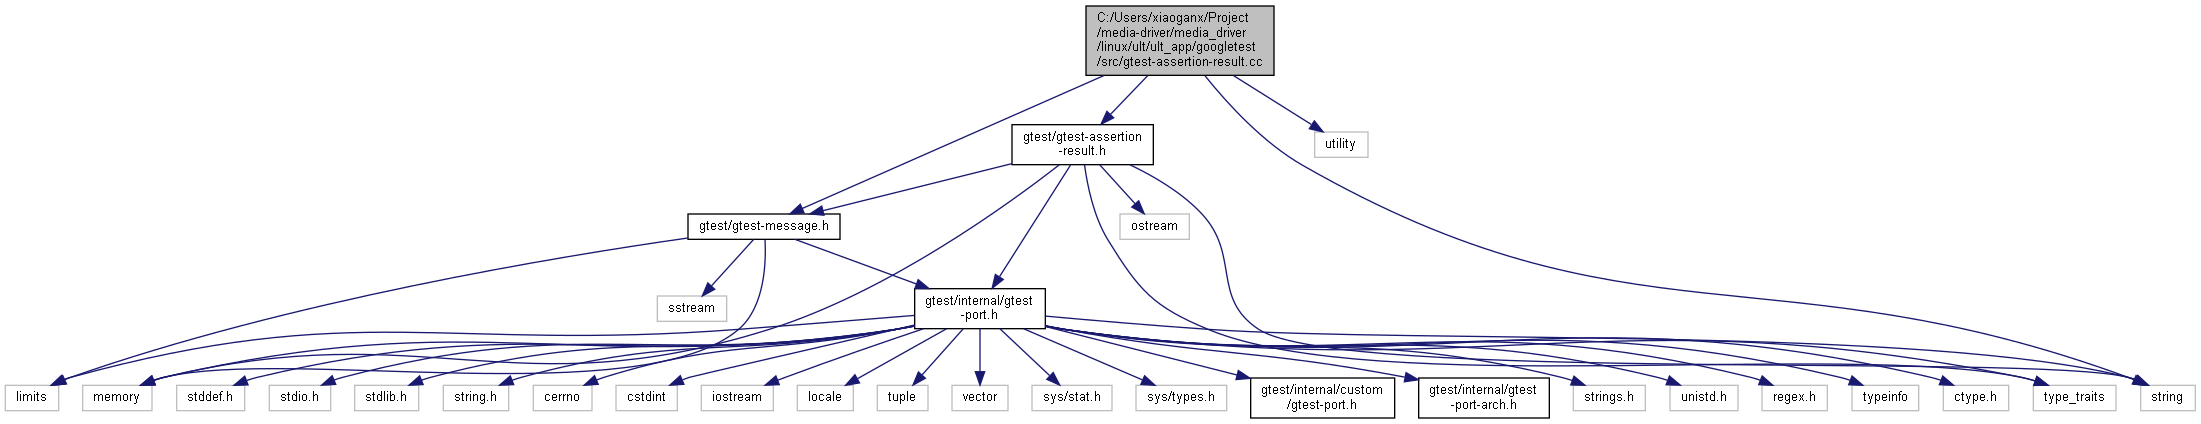 C:/Users/xiaoganx/Project
/media-driver/media_driver
/linux/ult/ult_app/googletest
/src/gtest-assertion-result.cc
gtest/gtest-assertion
-result.h
utility
gtest/gtest-message.h
ostream
sstream
gtest/internal/gtest
-port.h
limits
memory
stddef.h
stdio.h
stdlib.h
string.h
cerrno
cstdint
iostream
locale
tuple
vector
sys/stat.h
sys/types.h
gtest/internal/custom
/gtest-port.h
gtest/internal/gtest
-port-arch.h
strings.h
unistd.h
regex.h
typeinfo
ctype.h
type_traits
string